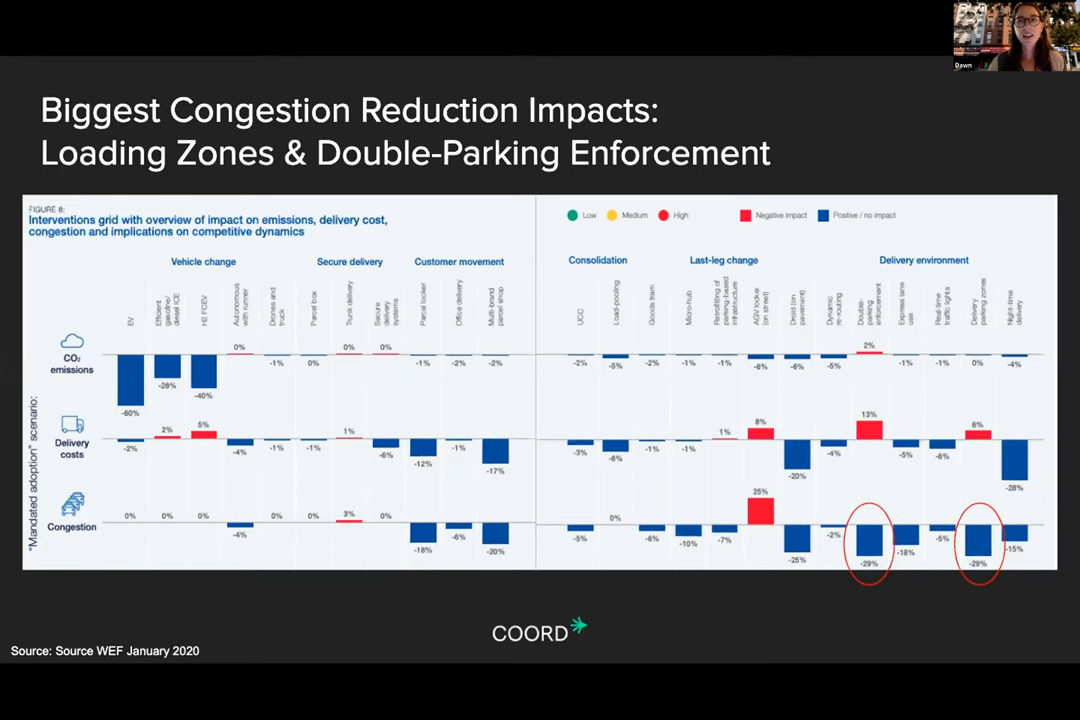 Dawn
Biggest Congestion Reduction Impacts:
Loading Zones & Double-Parking Enforcement
FIGURE 8:
Interventions grid with overview of impact on emissions, delivery cost,
congestion and implications on competitive dynamics
Low Medium High Negative impact Positive / no impact
Vehicle change Secure delivery Customer movement Consolidation Last-leg change Delivery environment
EV
Efficient
gasoline/
diesel ICE
H2 FCEV
Autonomous
with runner
Drones and
truck
Parcel box
Trunk delivery
Secure
delivery
systems
Parcel locker
Office delivery
Multi-brand
parcel shop
UCC
Load-pooling
Goods tram
Micro-hub
Retrofitting of
parking-based
infrastructure
AGV locker
(on street)
Droid (on
pavement)
Dynamic
re-routing
Double-
parking
enforcement
Express lane
use
Real-time
traffic lights
Delivery
parking zones
Night-time
delivery
"Mandated adoption" scenario:
CO₂
emissions
-60% -28% -40% 0% -1% 0% 0% 0% -1% -2% -2% -2% -5% -2% -1% -1% -6% -6% -5% 2% -1% -1% 0% -4%
Delivery
costs
-2% 2% 5% -4% -1% -1% 1% -6% -12% -1% -17% -3% -6% -1% -1% 1% 8% -20% -4% 13% -5% -6% 6% -28%
Congestion
0% 0% 0% -4% 0% 0% 3% 0% -18% -6% -20% -5% 0% -6% -10% -7% 25% -25% -2% -29% -18% -5% -29% -15%
COORD
Source: Source WEF January 2020